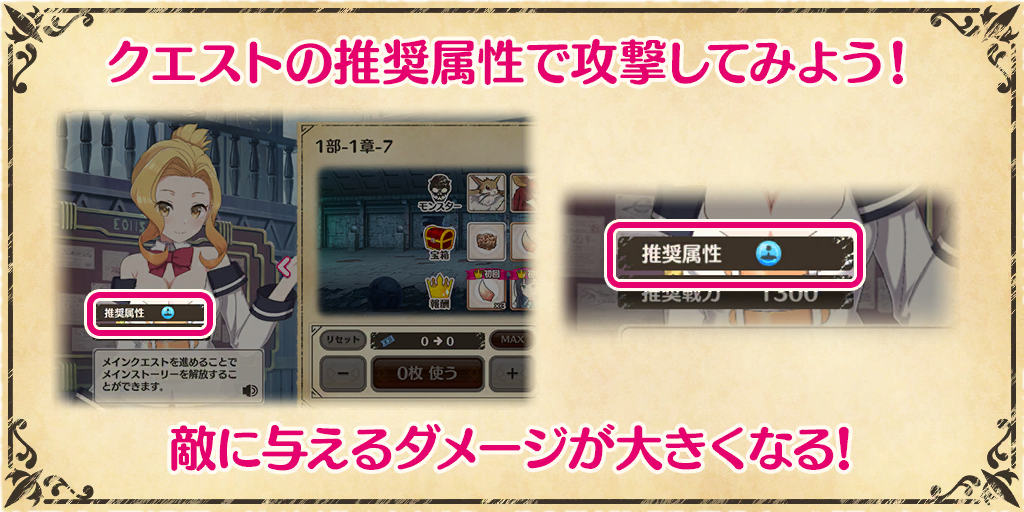 クエストの推奨属性で攻撃してみよう!
1部-1章-7
モンスター
宝箱
初回
報酬
推奨属性
メインクエストを進めることで
メインストーリーを解放するこ
とができます。
リセット
0→0
MAX
−
0枚 使う
+
推奨属性
推奨戦力 1300
敵に与えるダメージが大きくなる!